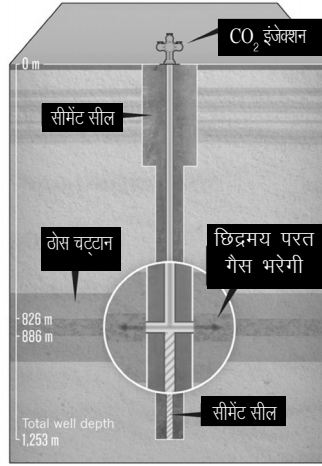 CO₂ इंजेक्शन
0 m
सीमेंट सील
ठोस चट्टान
छिद्रमय परत
गैस भरेगी
826 m
886 m
सीमेंट सील
Total well depth
1,253 m